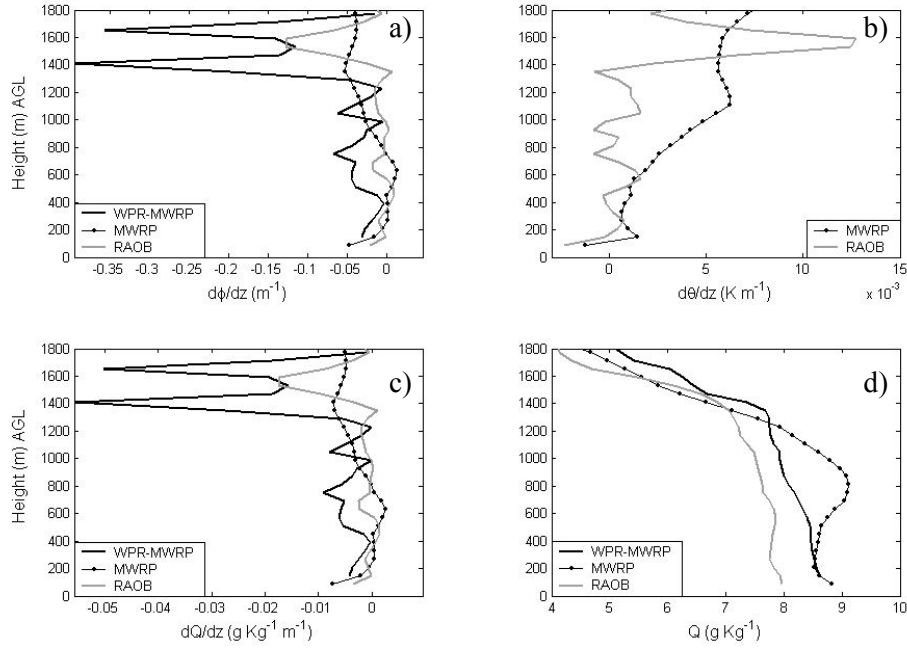 a)
1800
1600
1400
1200
1000
800
600
400
200
0
Height (m) AGL
WPR-MWRP
MWRP
RAOB
-0.35 -0.3 -0.25 -0.2 -0.15 -0.1 -0.05 0
dϕ/dz (m⁻¹)
b)
1800
1600
1400
1200
1000
800
600
400
200
0
MWRP
RAOB
0 5 10 15
dθ/dz (K m⁻¹)
x 10⁻³
c)
1800
1600
1400
1200
1000
800
600
400
200
0
Height (m) AGL
WPR-MWRP
MWRP
RAOB
-0.05 -0.04 -0.03 -0.02 -0.01 0
dQ/dz (g Kg⁻¹ m⁻¹)
d)
1800
1600
1400
1200
1000
800
600
400
200
0
WPR-MWRP
MWRP
RAOB
4 5 6 7 8 9 10
Q (g Kg⁻¹)